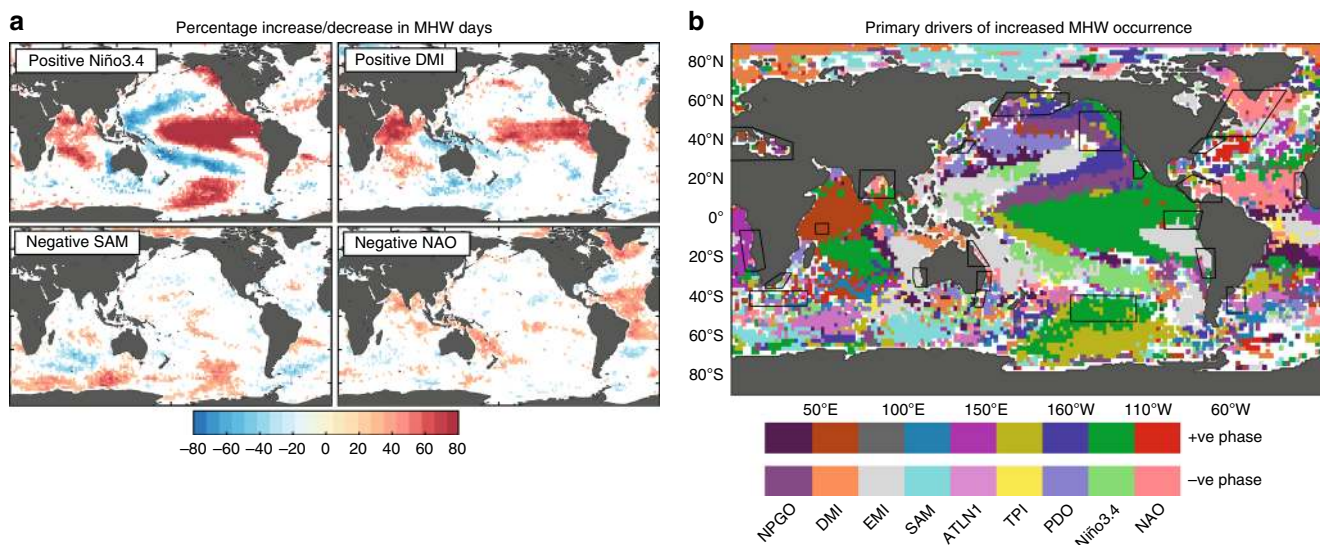 a
Percentage increase/decrease in MHW days
Positive Niño3.4
Positive DMI
Negative SAM
Negative NAO
–80 –60 –40 –20 0 20 40 60 80
b
Primary drivers of increased MHW occurrence
80°N
60°N
40°N
20°N
0°
20°S
40°S
60°S
80°S
50°E 100°E 150°E 160°W 110°W 60°W
+ve phase
–ve phase
NPGO DMI EMI SAM ATLN1 TPI PDO Niño3.4 NAO